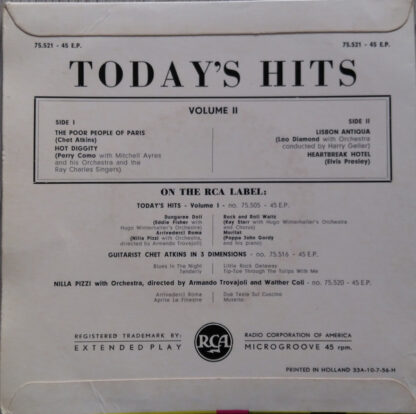 75.521 - 45 E.P.
75.521 - 45 E.P.
TODAY'S HITS
VOLUME II
SIDE I
THE POOR PEOPLE OF PARIS
(Chet Atkins)
HOT DIGGITY
(Perry Como with Mitchell Ayres
and his Orchestra and the
Ray Charles Singers)
SIDE II
LISBON ANTIGUA
(Leo Diamond with Orchestra
conducted by Harry Geller)
HEARTBREAK HOTEL
(Elvis Presley)
ON THE RCA LABEL:
TODAY'S HITS - Volume I - no. 75.505 - 45 E.P.
Dungaree Doll
(Eddie Fisher with
Hugo Winterhalter's Orchestra)
Arrivederci Roma
(Nilla Pizzi with Orchestra,
directed by Armando Trovajoli)
Rock and Roll Waltz
(Kay Starr with Hugo Winterhalter's Orchestra
and Chorus)
Moritat
(Poppa John Gordy
and his piano)
GUITARIST CHET ATKINS IN 3 DIMENSIONS - no. 75.516 - 45 E.P.
Blues In The Night
Tenderly
Little Rock Getaway
Tip-Toe Through The Tulips With Me
NILLA PIZZI with Orchestra, directed by Armando Trovajoli and Walther Coli - no. 75.520 - 45 E.P.
Arrivederci Roma
Aprite Le Finestre
Due Teste Sul Cuscino
REGISTERED TRADEMARK BY:
EXTENDED PLAY
RCA
RADIO CORPORATION OF AMERICA
MICROGROOVE 45 rpm.
PRINTED IN HOLLAND 53A-10-7-56-H